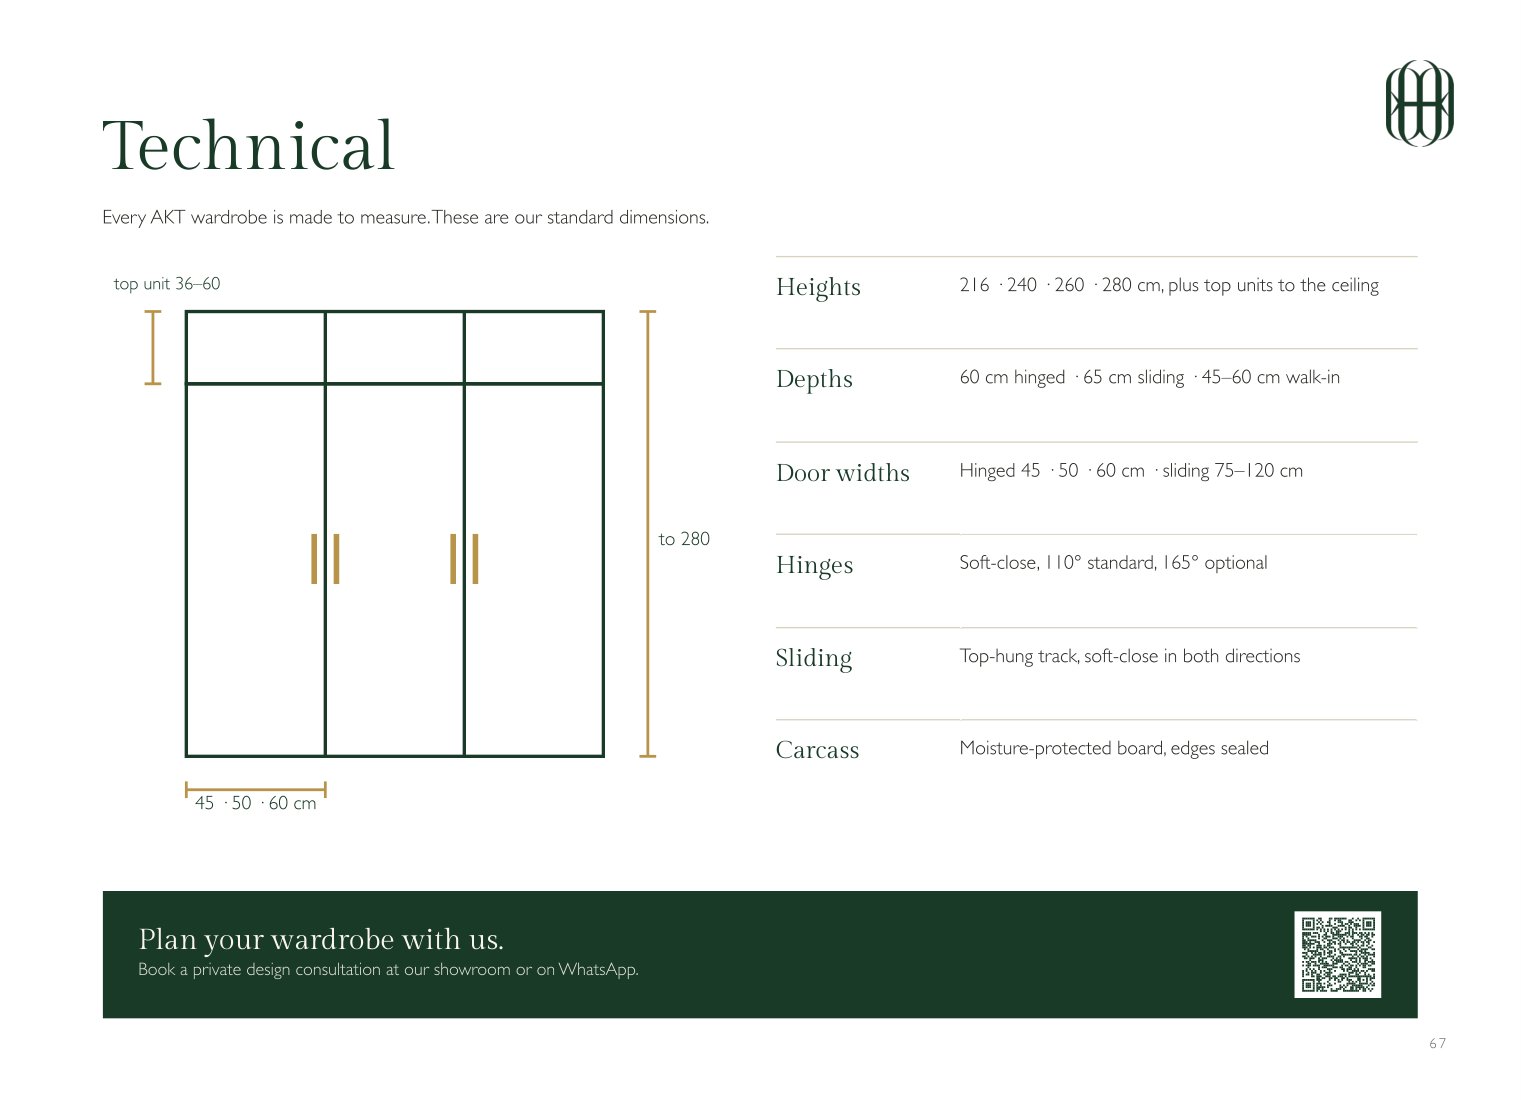 Technical
Every AKT wardrobe is made to measure. These are our standard dimensions.
top unit 36–60
to 280
45 · 50 · 60 cm
Heights 216 · 240 · 260 · 280 cm, plus top units to the ceiling
Depths 60 cm hinged · 65 cm sliding · 45–60 cm walk-in
Door widths Hinged 45 · 50 · 60 cm · sliding 75–120 cm
Hinges Soft-close, 110° standard, 165° optional
Sliding Top-hung track, soft-close in both directions
Carcass Moisture-protected board, edges sealed
Plan your wardrobe with us.
Book a private design consultation at our showroom or on WhatsApp.
67